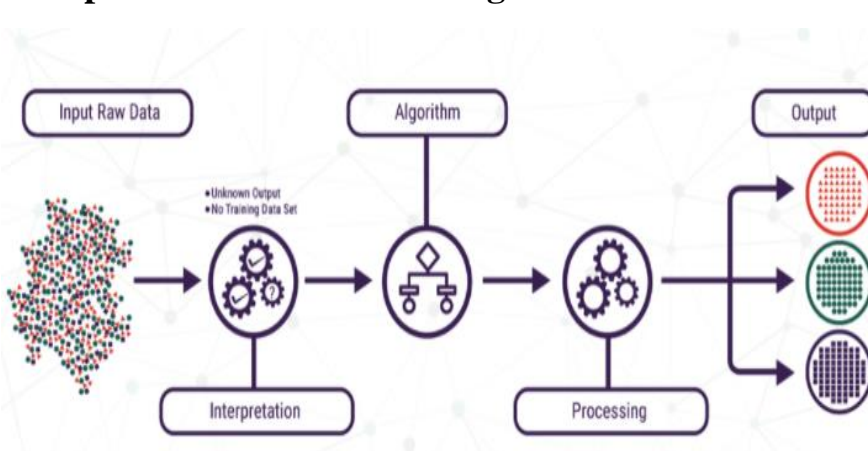 Input Raw Data
Algorithm
Output
•Unknown Output
•No Training Data Set
Interpretation
Processing